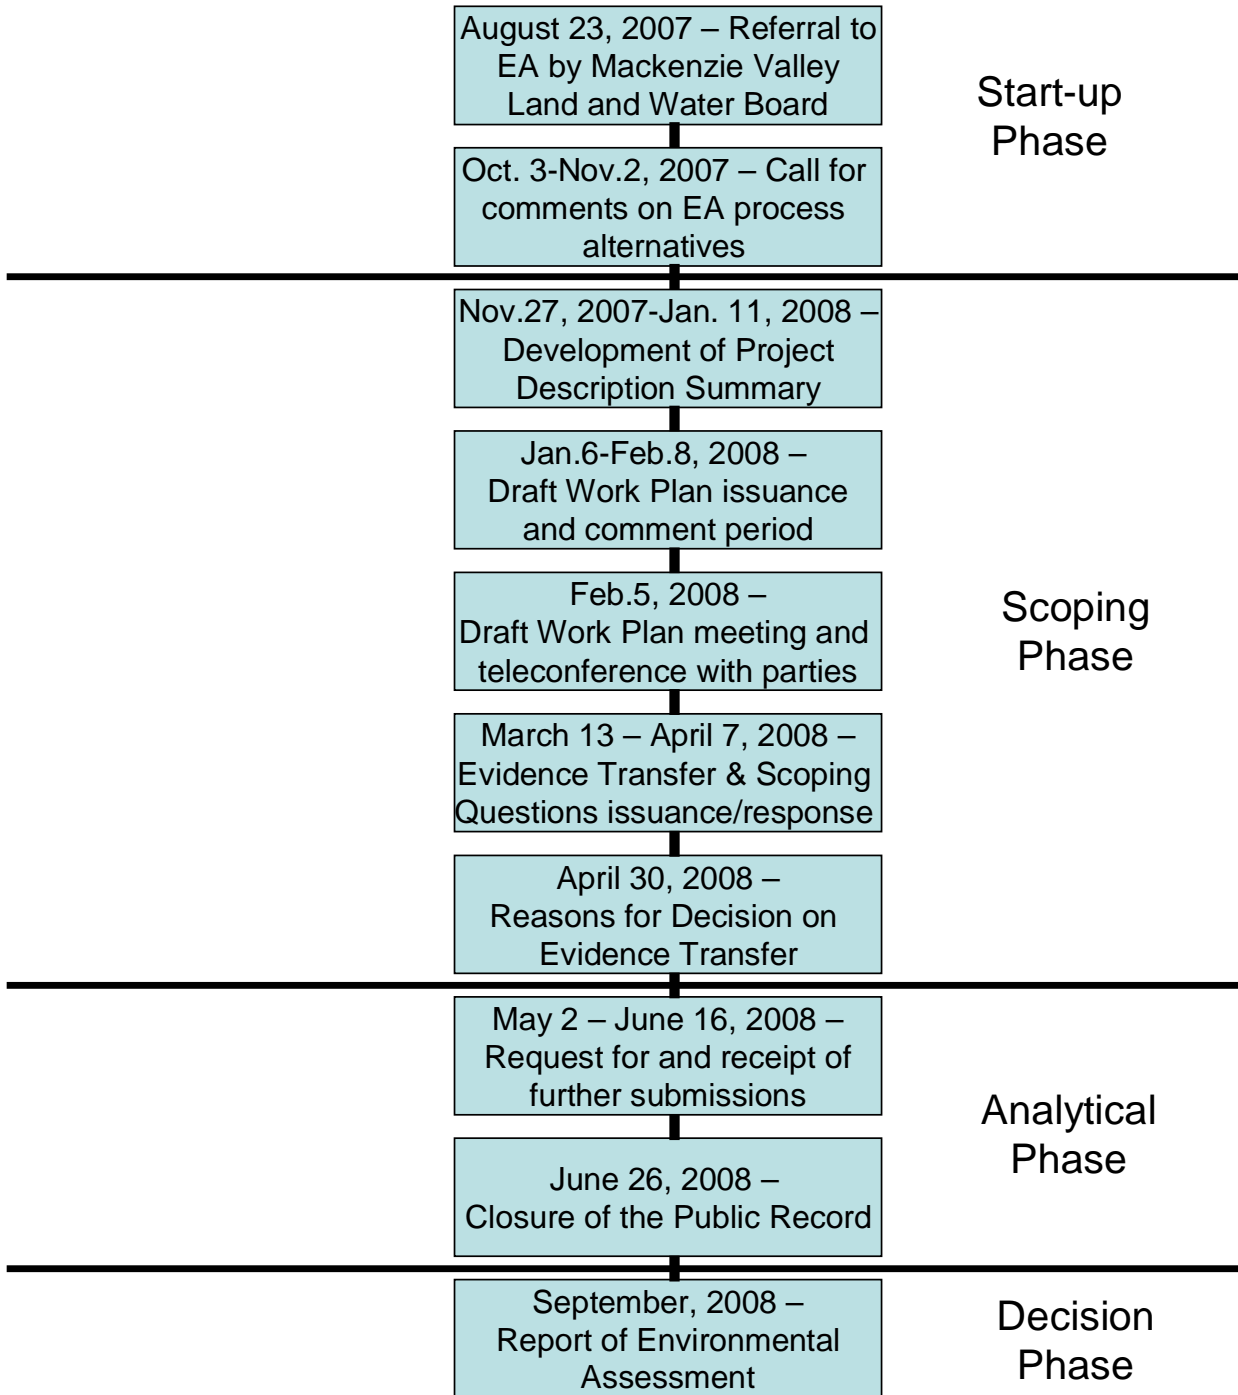 August 23, 2007 – Referral to
EA by Mackenzie Valley
Land and Water Board
Start-up
Phase
Oct. 3-Nov.2, 2007 – Call for
comments on EA process
alternatives
Nov.27, 2007-Jan. 11, 2008 –
Development of Project
Description Summary
Jan.6-Feb.8, 2008 –
Draft Work Plan issuance
and comment period
Feb.5, 2008 –
Draft Work Plan meeting and
teleconference with parties
Scoping
Phase
March 13 – April 7, 2008 –
Evidence Transfer & Scoping
Questions issuance/response
April 30, 2008 –
Reasons for Decision on
Evidence Transfer
May 2 – June 16, 2008 –
Request for and receipt of
further submissions
Analytical
Phase
June 26, 2008 –
Closure of the Public Record
September, 2008 –
Report of Environmental
Assessment
Decision
Phase